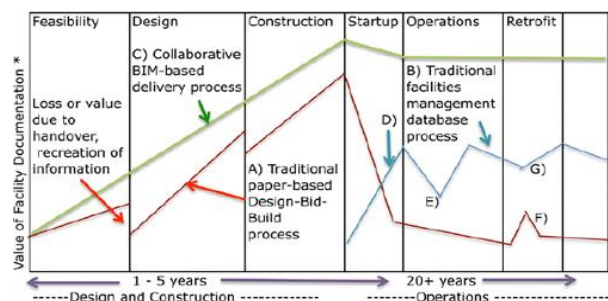 Feasibility
Design
Construction
Startup
Operations
Retrofit
C) Collaborative
BIM-based
delivery process
B) Traditional
facilities
management
database
process
Loss or value
due to
handover,
recreation of
information
D)
A) Traditional
paper-based
Design-Bid-
Build
process
E)
G)
F)
Value of Facility Documentation *
1 - 5 years
20+ years
------Design and Construction ------
------Operations------